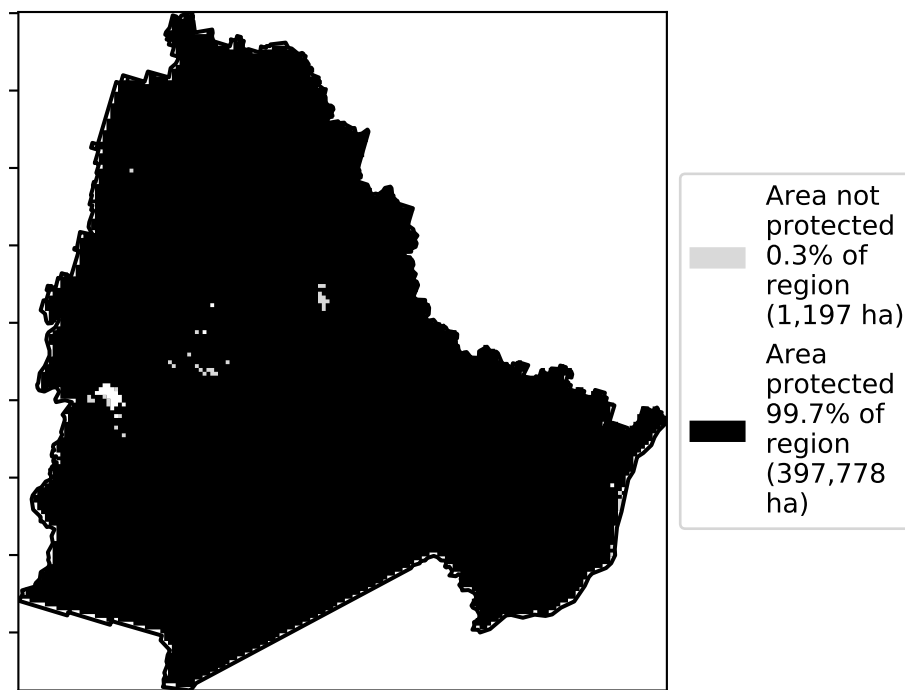 Area not
protected
0.3% of
region
(1,197 ha)
Area
protected
99.7% of
region
(397,778
ha)